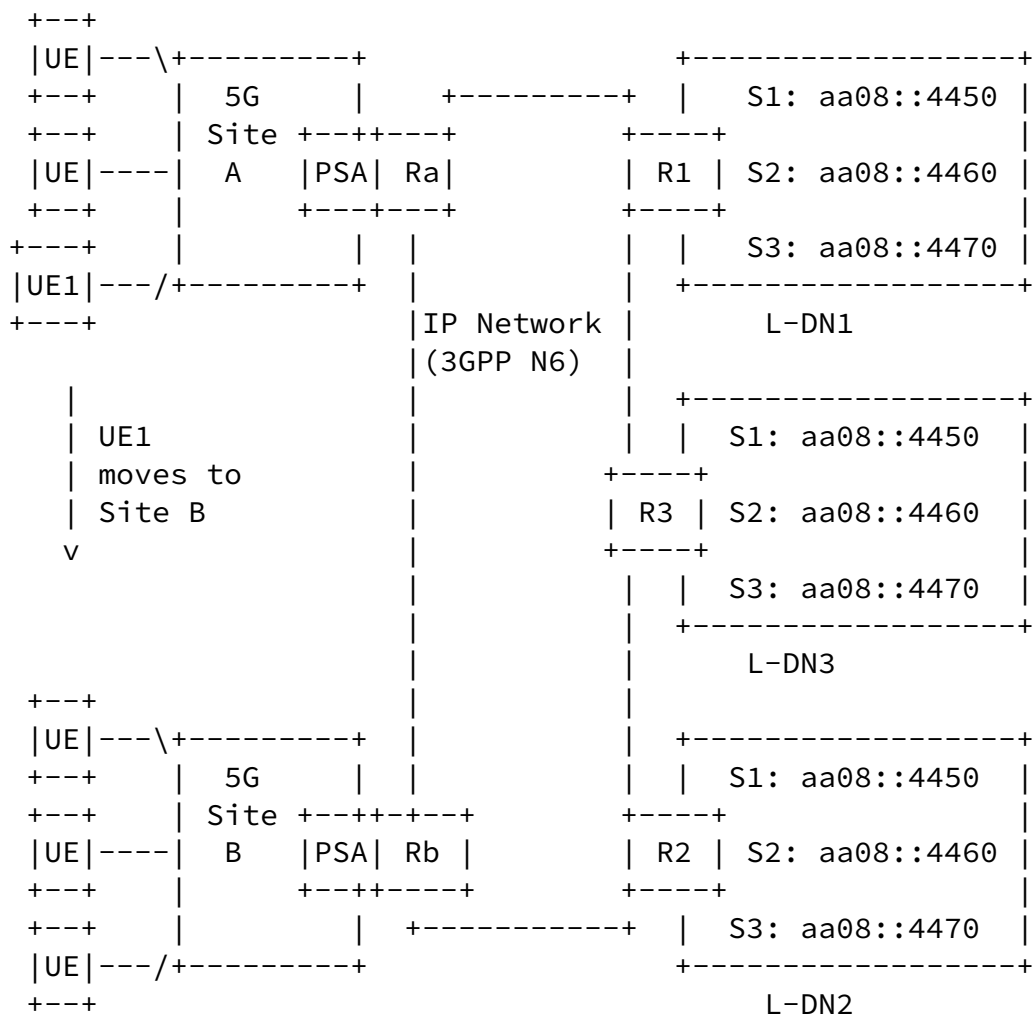 UE
5G S1: aa08::4450
Site
UE A PSA Ra R1 S2: aa08::4460
S3: aa08::4470
UE1
IP Network L-DN1
(3GPP N6)
UE1 S1: aa08::4450
moves to
Site B R3 S2: aa08::4460
v
S3: aa08::4470
L-DN3
UE
5G S1: aa08::4450
Site
UE B PSA Rb R2 S2: aa08::4460
S3: aa08::4470
UE
L-DN2